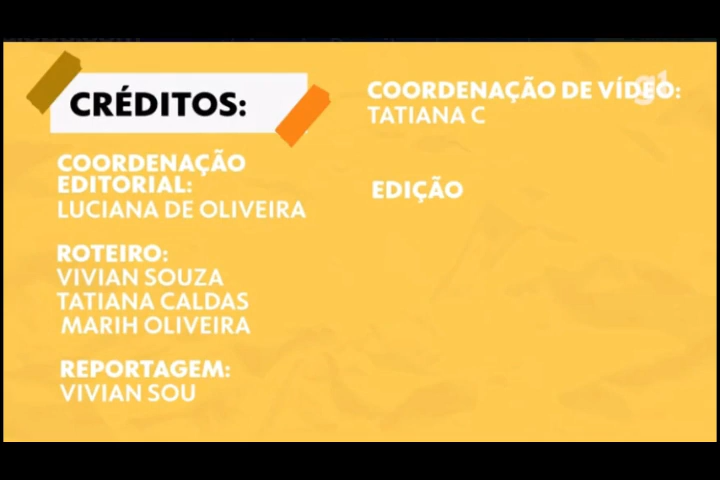 CRÉDITOS:
COORDENAÇÃO
EDITORIAL:
LUCIANA DE OLIVEIRA
ROTEIRO:
VIVIAN SOUZA
TATIANA CALDAS
MARIH OLIVEIRA
REPORTAGEM:
VIVIAN SOU
COORDENAÇÃO DE VÍDEO:
TATIANA C
EDIÇÃO
g1